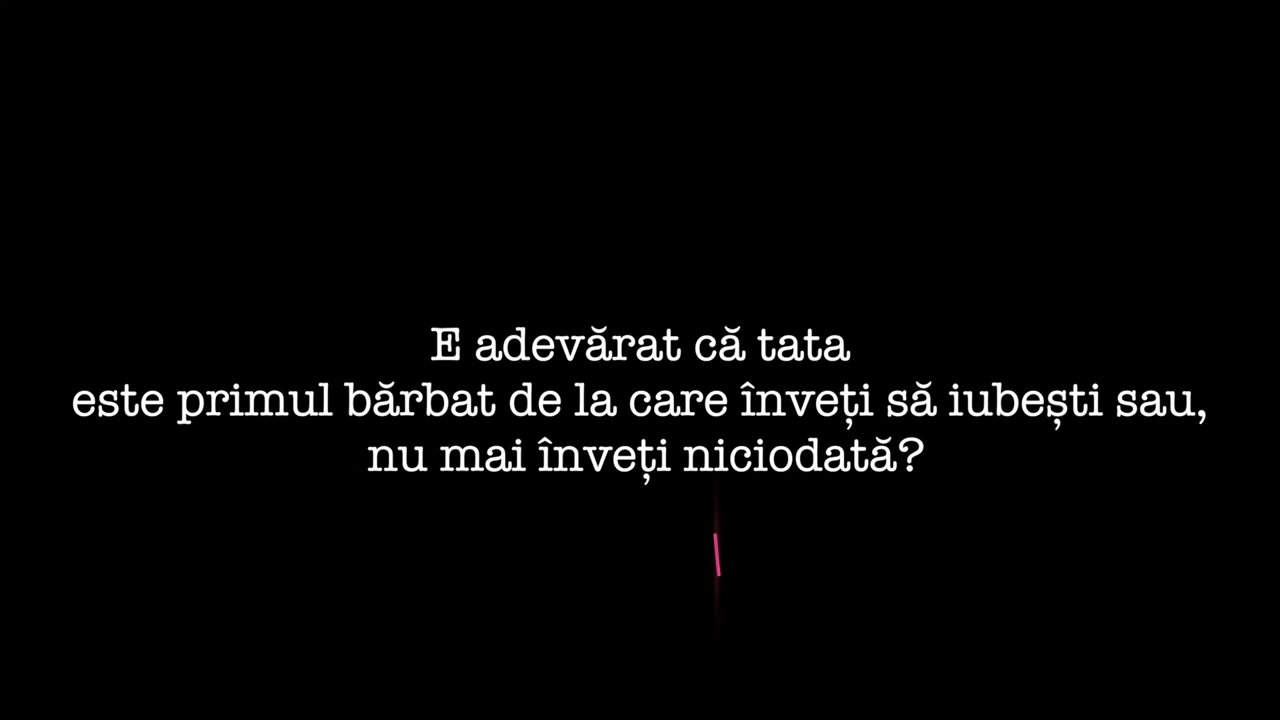 E adevărat că tata
este primul bărbat de la care înveți să iubești sau,
nu mai înveți niciodată?